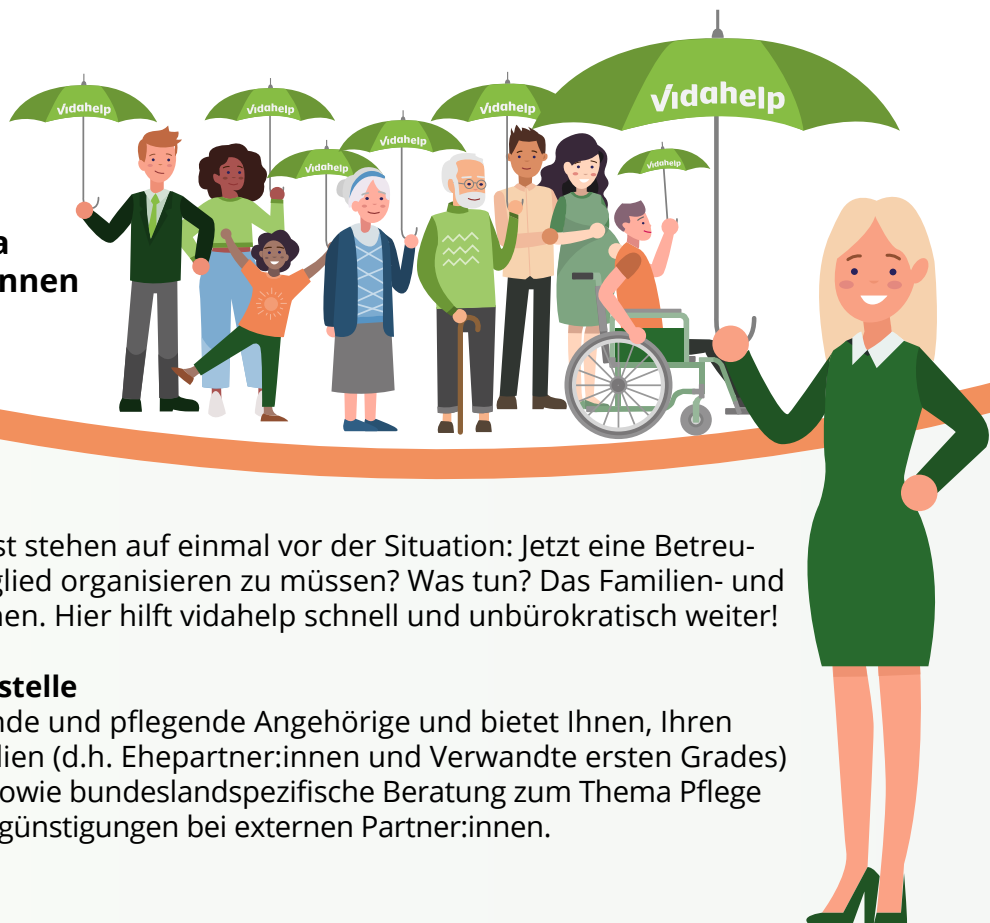 vidahelp
vidahelp
vidahelp
vidahelp
vidahelp
vidahelp
vidahelp
a
nnen
st stehen auf einmal vor der Situation: Jetzt eine Betreu-
glied organisieren zu müssen? Was tun? Das Familien- und
nen. Hier hilft vidahelp schnell und unbürokratisch weiter!
stelle
nde und pflegende Angehörige und bietet Ihnen, Ihren
lien (d.h. Ehepartner:innen und Verwandte ersten Grades)
sowie bundeslandspezifische Beratung zum Thema Pflege
günstigungen bei externen Partner:innen.